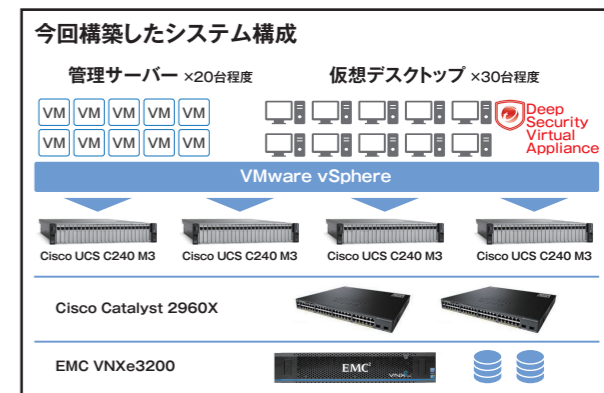 今回構築したシステム構成
管理サーバー ×20台程度
仮想デスクトップ ×30台程度
VM VM VM VM VM
VM VM VM VM VM
Deep
Security
Virtual
Appliance
VMware vSphere
Cisco UCS C240 M3 Cisco UCS C240 M3 Cisco UCS C240 M3 Cisco UCS C240 M3
Cisco Catalyst 2960X
EMC VNXe3200
EMC²
VNXe